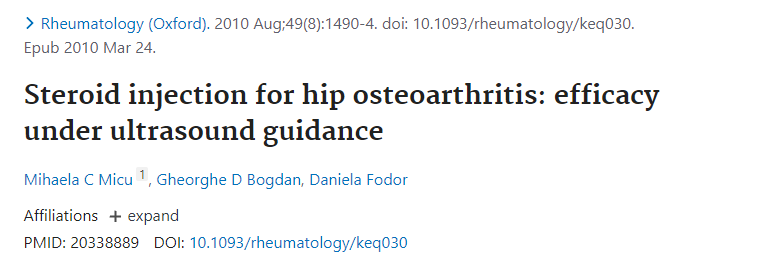 > Rheumatology (Oxford). 2010 Aug;49(8):1490-4. doi: 10.1093/rheumatology/keq030.
Epub 2010 Mar 24.
Steroid injection for hip osteoarthritis: efficacy
under ultrasound guidance
Mihaela C Micu 1, Gheorghe D Bogdan, Daniela Fodor
Affiliations + expand
PMID: 20338889 DOI: 10.1093/rheumatology/keq030